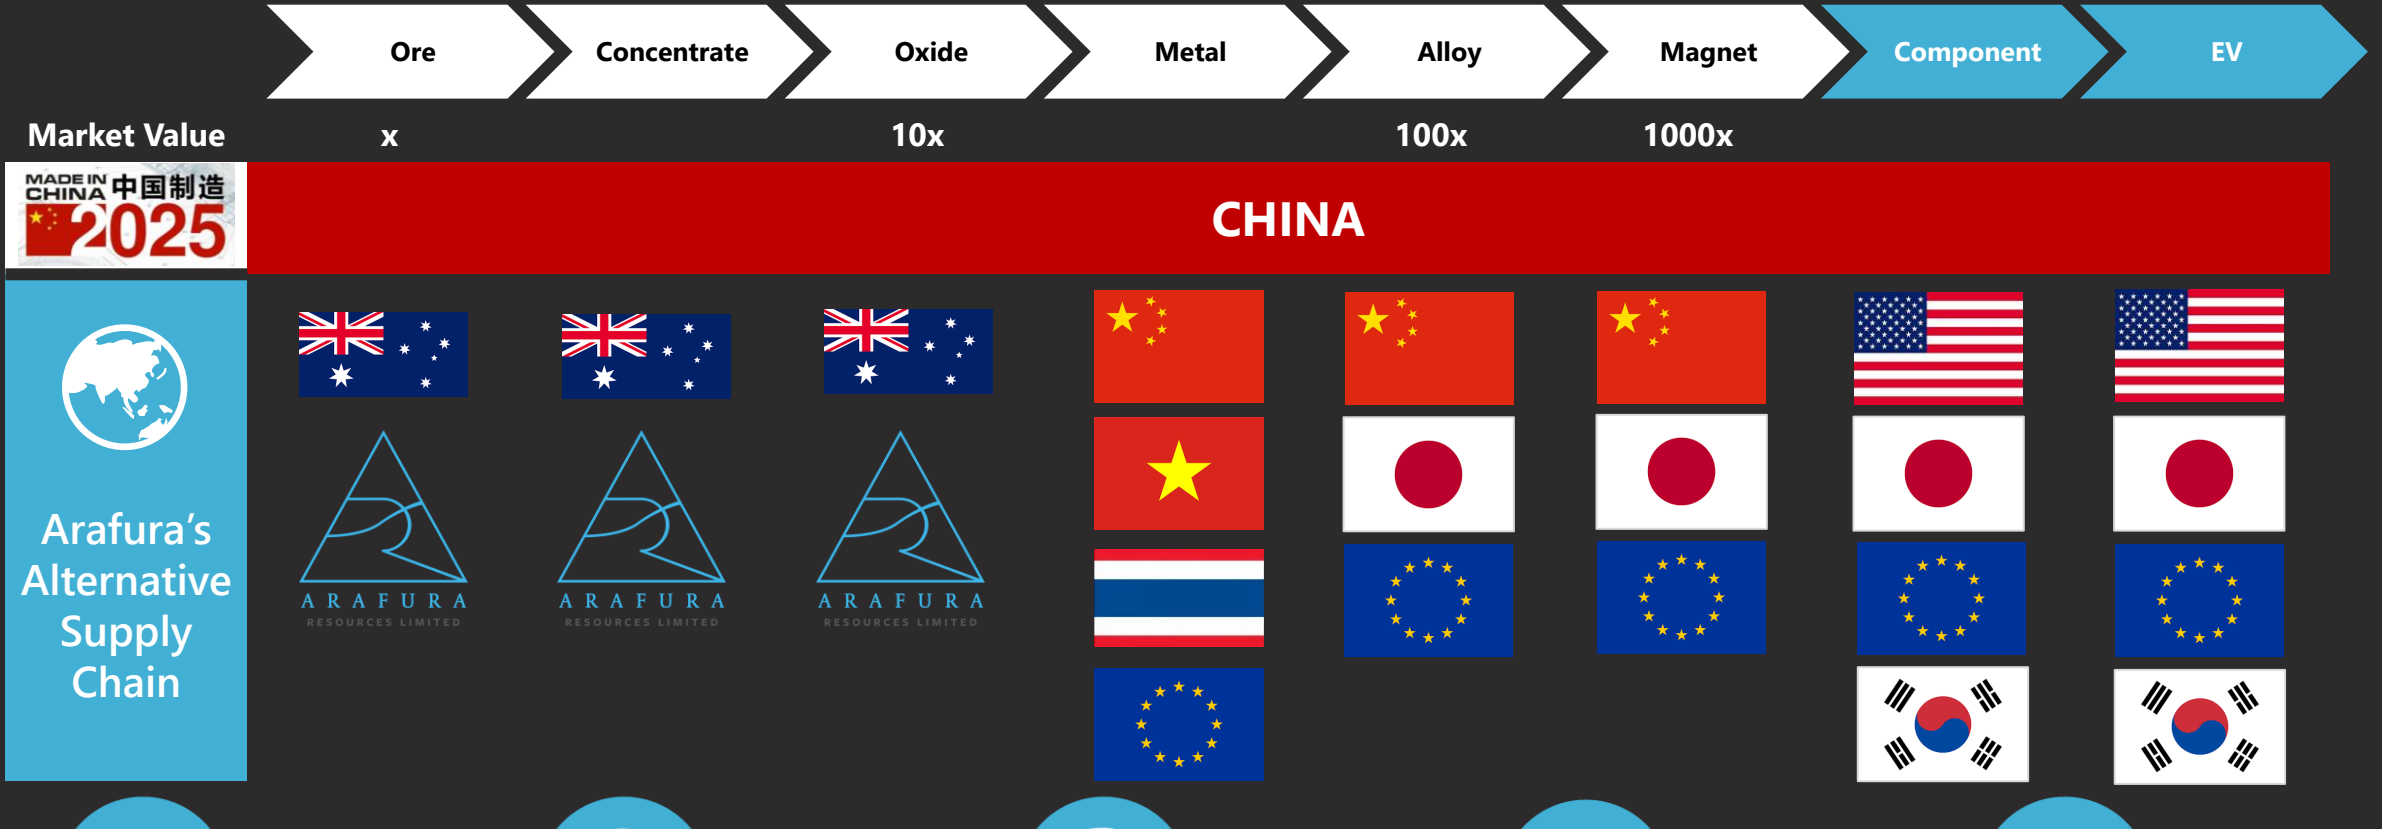 Ore Concentrate Oxide Metal Alloy Magnet Component EV
Market Value x 10x 100x 1000x
MADE IN
CHINA 中国制造
2025
CHINA
Arafura's
Alternative
Supply
Chain
ARAFURA ARAFURA ARAFURA
RESOURCES LIMITED RESOURCES LIMITED RESOURCES LIMITED